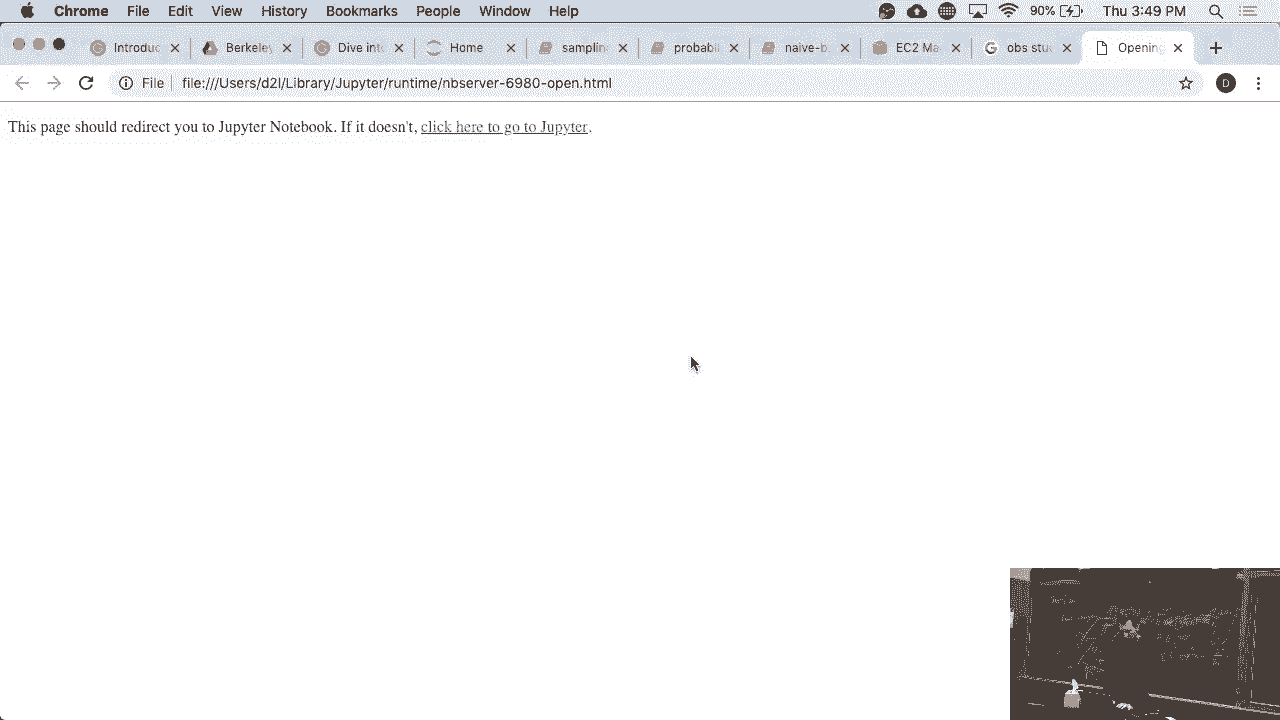 Chrome File Edit View History Bookmarks People Window Help 90% Thu 3:49 PM
Introduc Berkeley Dive int Home samplin probabi naive-b EC2 Ma obs stu Opening
File file:///Users/d2l/Library/Jupyter/runtime/nbserver-6980-open.html D
This page should redirect you to Jupyter Notebook. If it doesn't, click here to go to Jupyter.